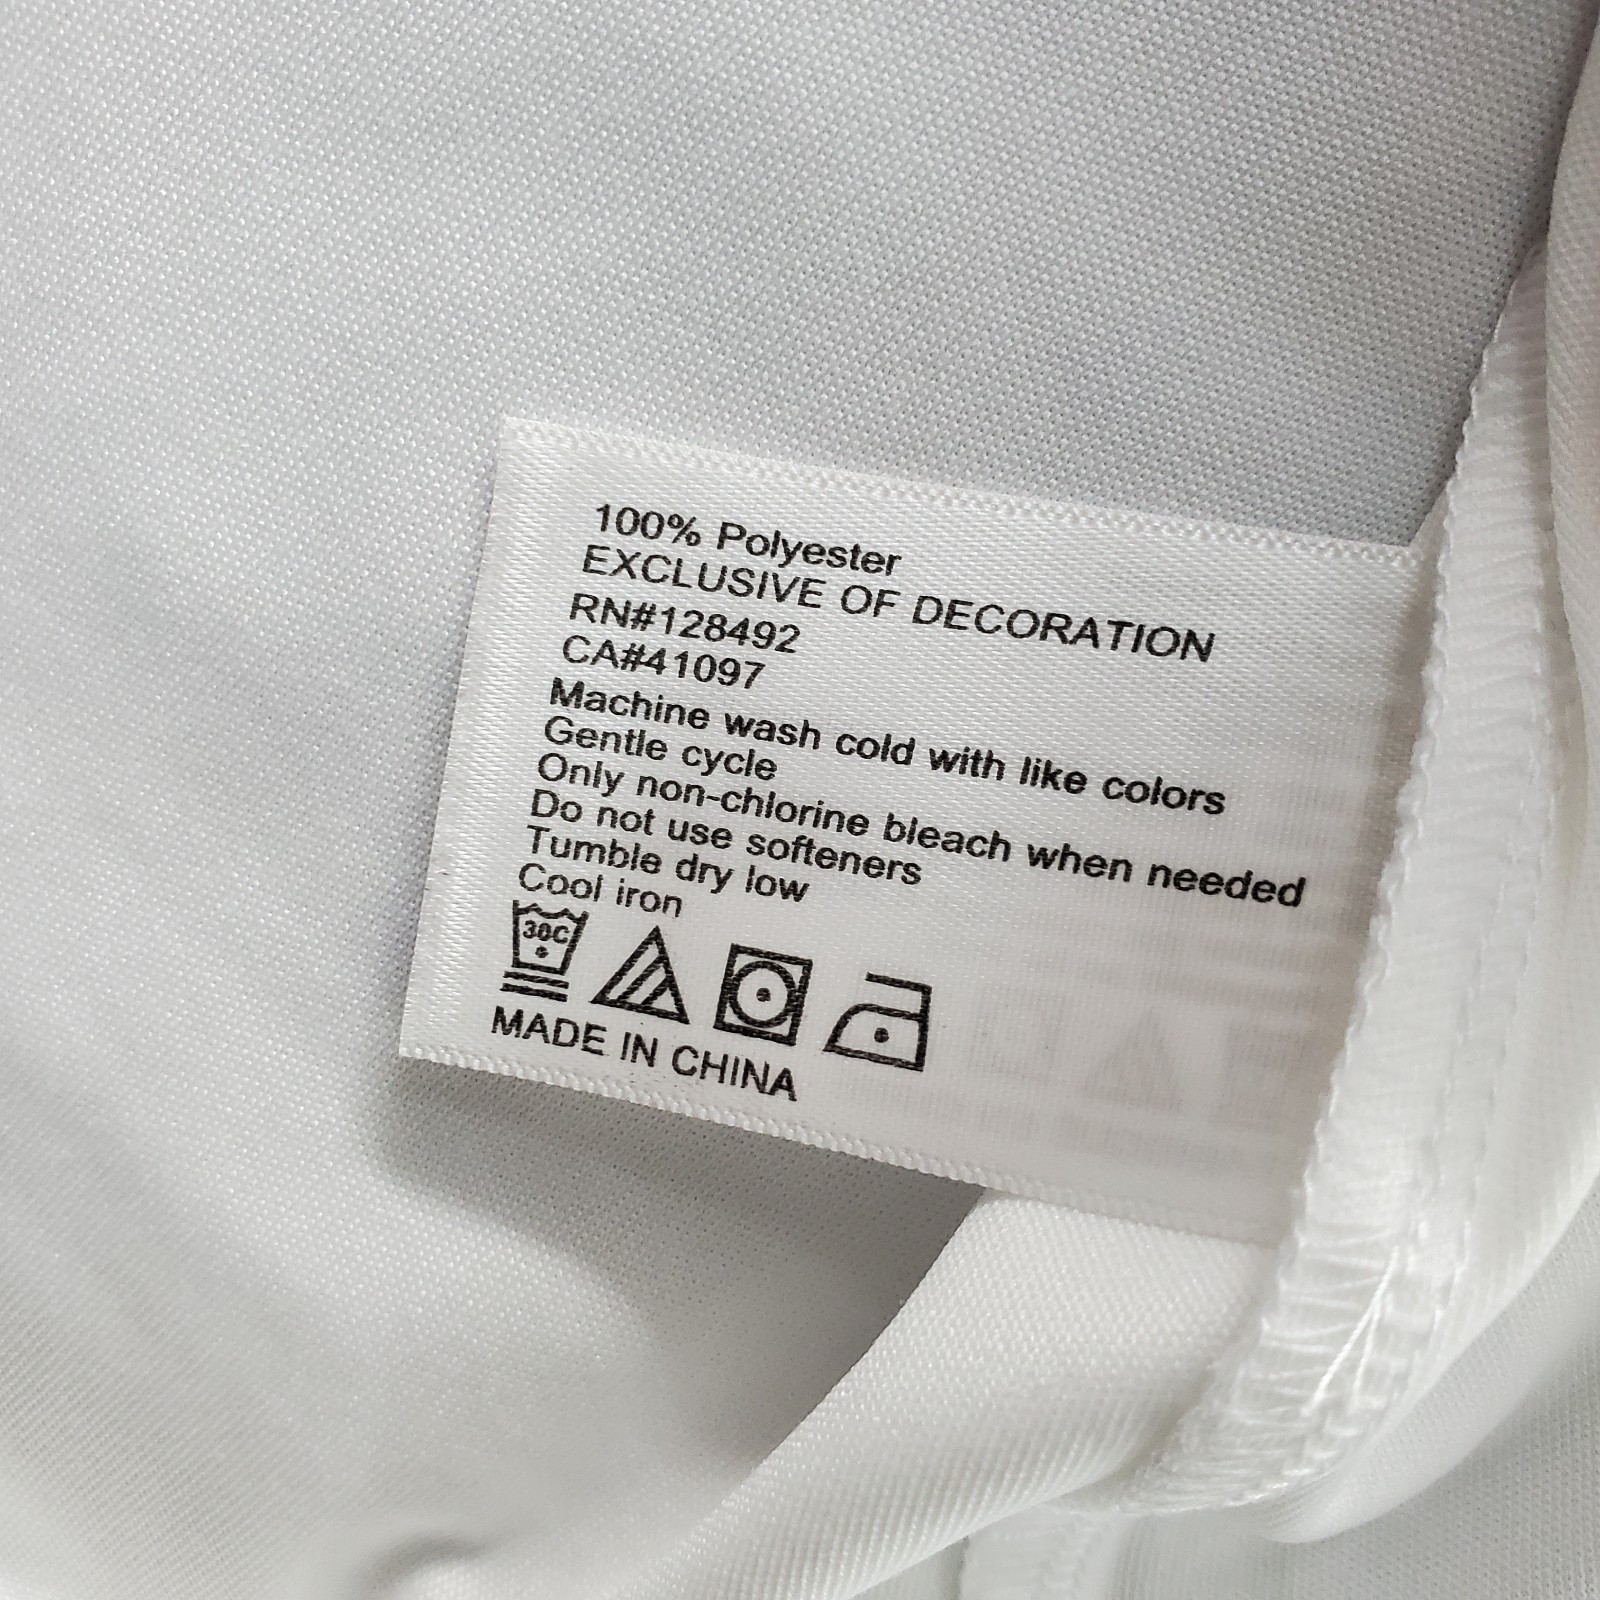 100% Polyester
EXCLUSIVE OF DECORATION
RN#128492
CA#41097
Machine wash cold with like colors
Gentle cycle
Only non-chlorine bleach when needed
Do not use softeners
Tumble dry low
Cool iron
30C
MADE IN CHINA